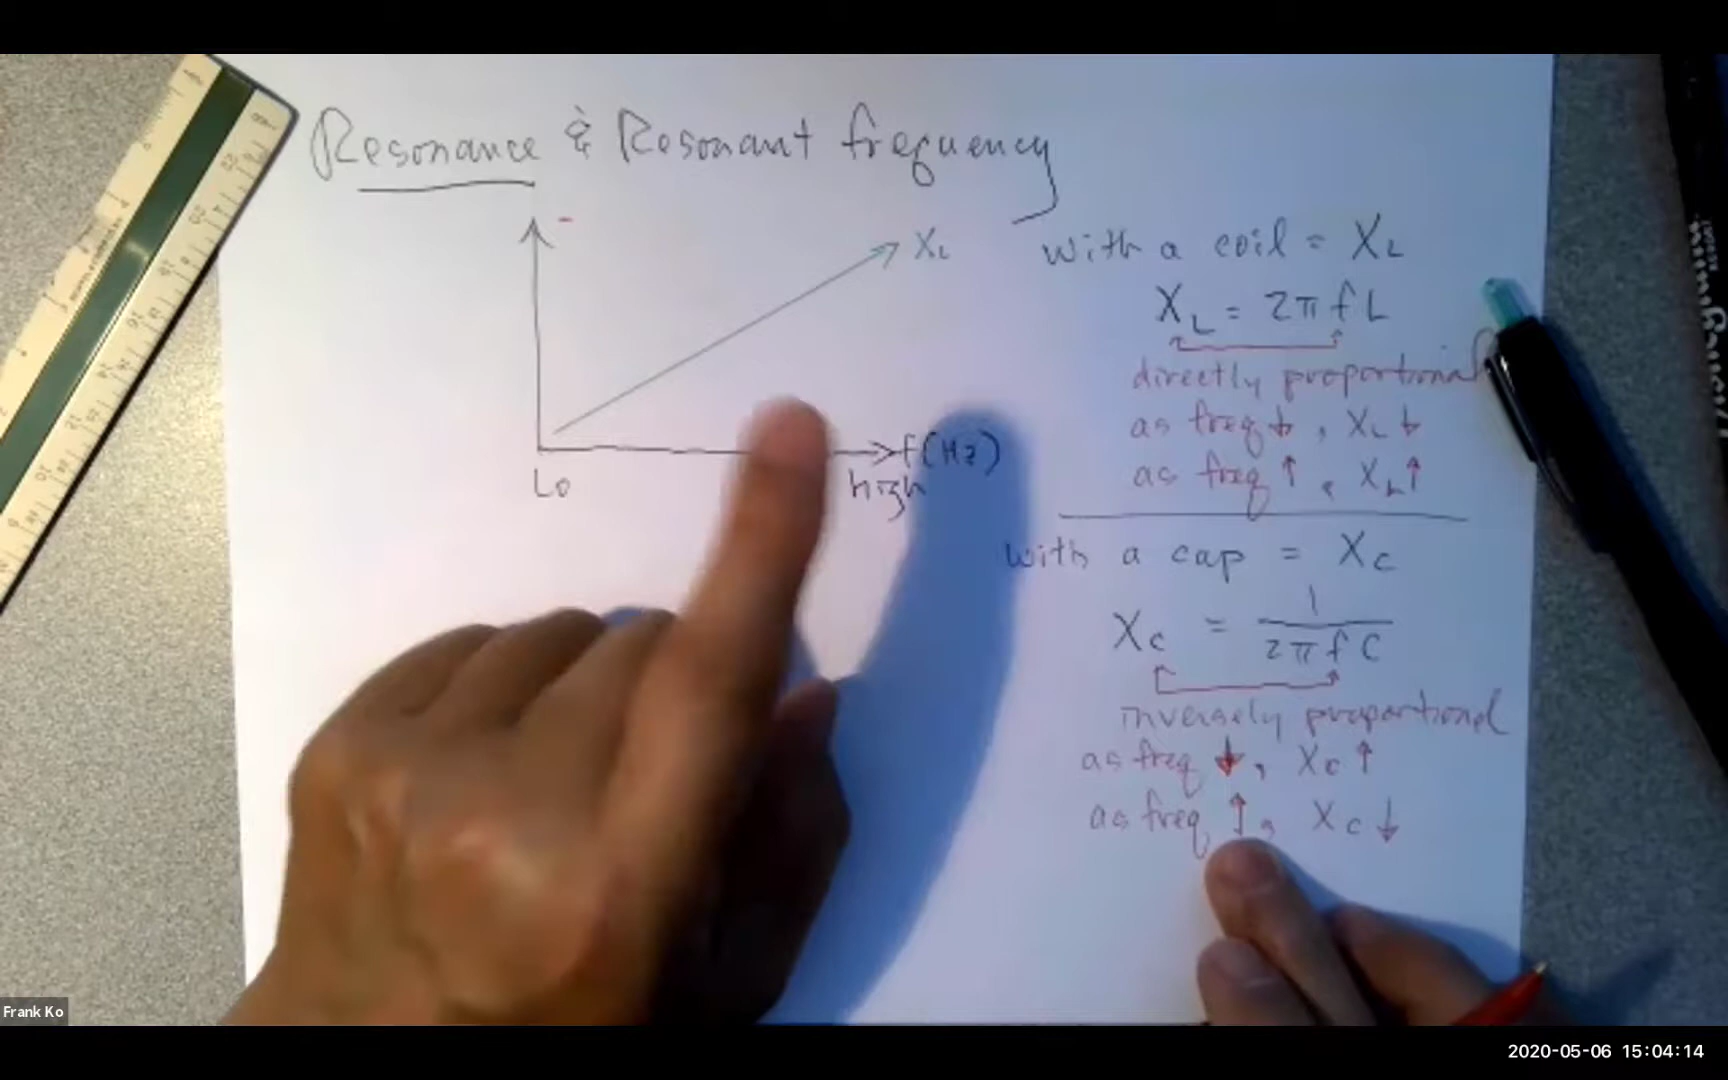 Resonance & Resonant frequency
XL
f(Hz)
Lo
high
with a coil = XL
XL = 2πfL
directly proportional
as freq ↓, XL ↓
as freq ↑, XL ↑
with a cap = Xc
Xc = 1
2πfC
inversely proportional
as freq ↓, Xc ↑
as freq ↑, Xc ↓
Frank Ko
2020-05-06 15:04:14